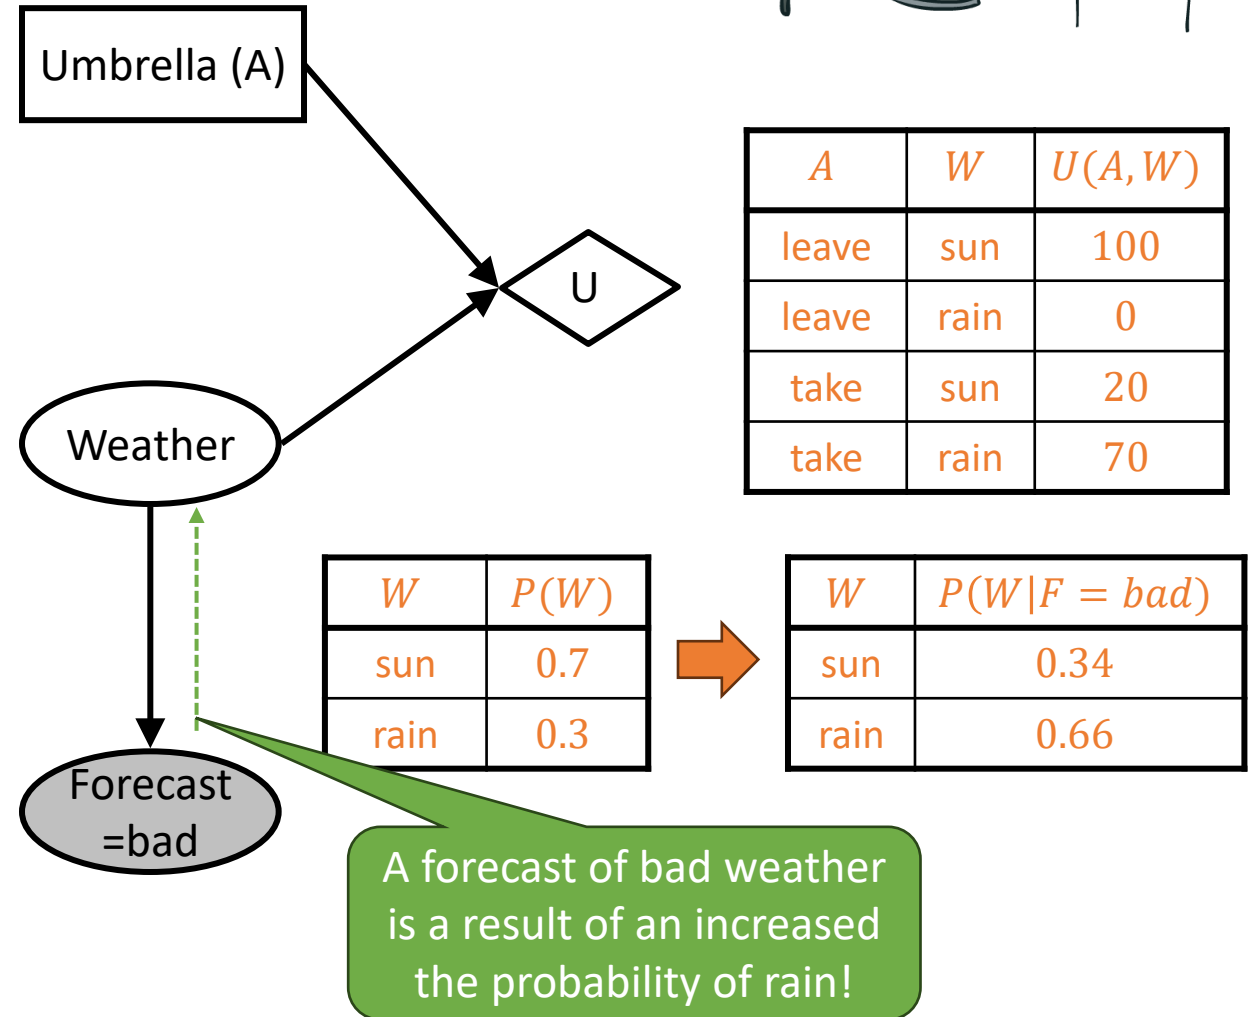 Umbrella (A)
A W U(A, W)
leave sun 100
leave rain 0
take sun 20
take rain 70
U
Weather
W P(W)
sun 0.7
rain 0.3
W P(W|F = bad)
sun 0.34
rain 0.66
Forecast
=bad
A forecast of bad weather
is a result of an increased
the probability of rain!